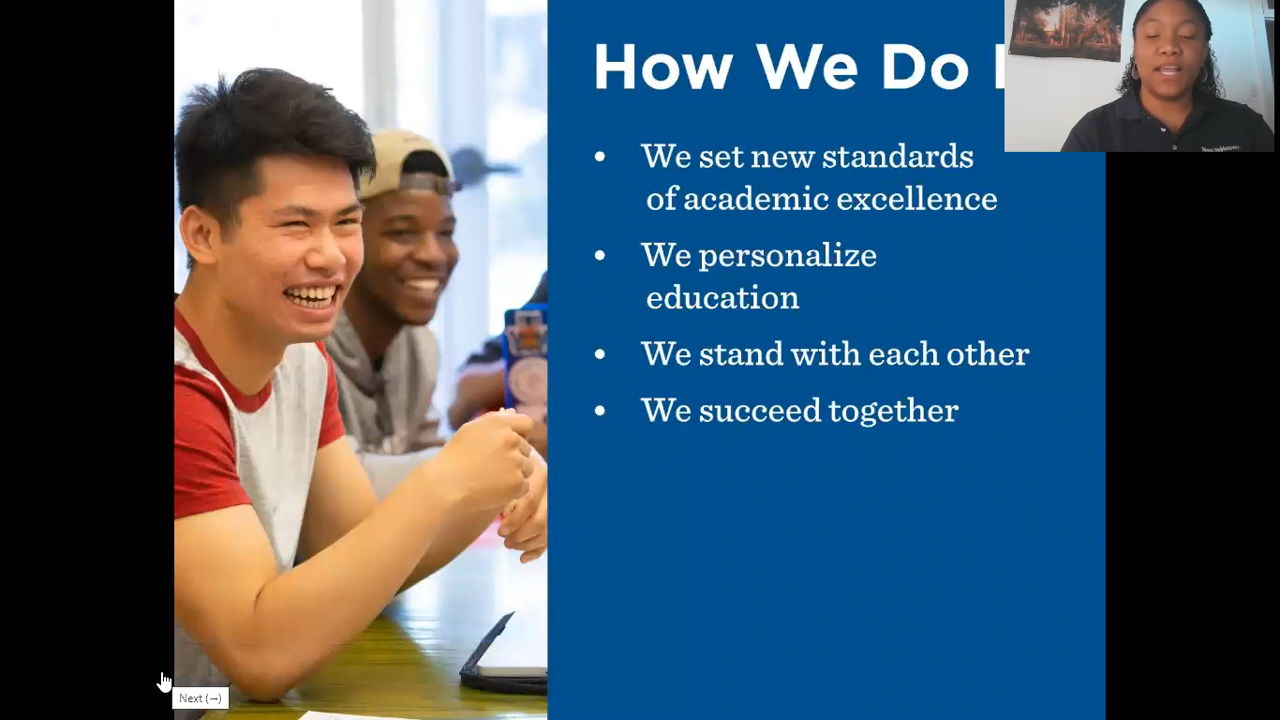 How We Do
• We set new standards
of academic excellence
• We personalize
education
• We stand with each other
• We succeed together
Next (→)